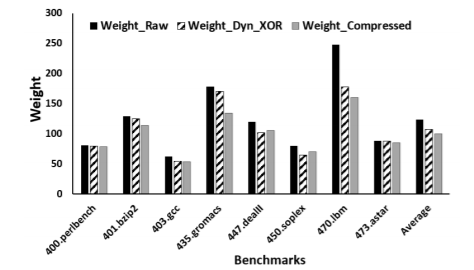 300
Weight_Raw Weight_Dyn_XOR Weight_Compressed
250
200
150
100
50
0
Weight
400.perlbench
401.bzip2
403.gcc
435.gromacs
447.dealII
450.soplex
470.lbm
473.astar
Average
Benchmarks